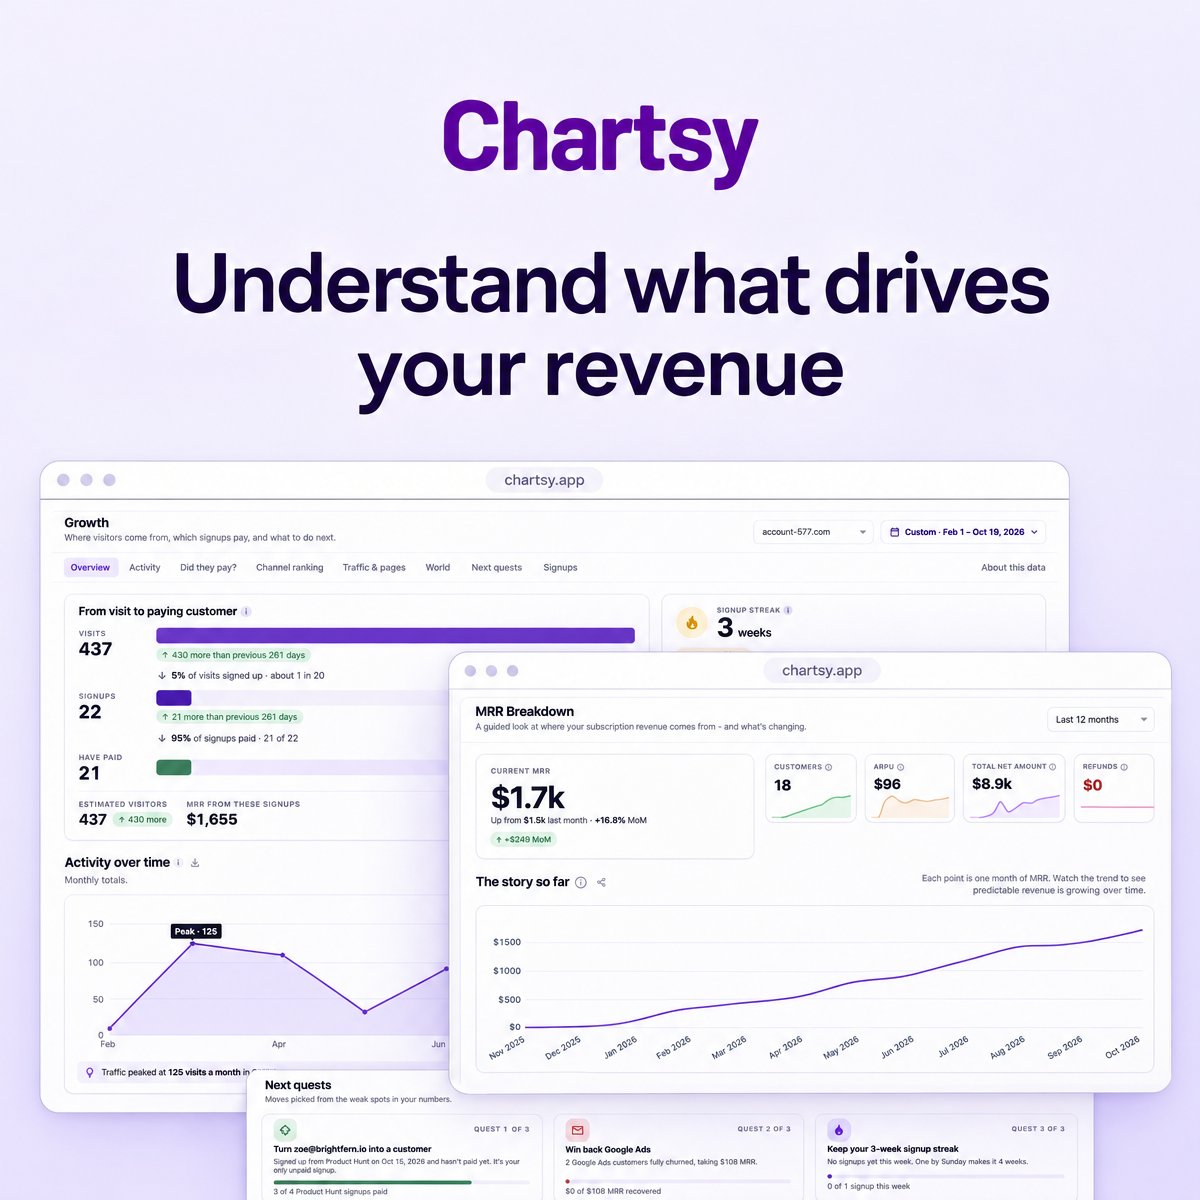 Chartsy
Understand what drives
your revenue
chartsy.app
Growth
Where visitors come from, which signups pay, and what to do next.
account-577.com
Custom · Feb 1 – Oct 19, 2026
Overview
Activity
Did they pay?
Channel ranking
Traffic & pages
World
Next quests
Signups
About this data
From visit to paying customer
VISITS
437
↑ 430 more than previous 261 days
↓ 5% of visits signed up · about 1 in 20
SIGNUPS
22
↑ 21 more than previous 261 days
↓ 95% of signups paid · 21 of 22
HAVE PAID
21
ESTIMATED VISITORS
437 ↑ 430 more
MRR FROM THESE SIGNUPS
$1,655
SIGNUP STREAK
3 weeks
Activity over time
Monthly totals.
150
100
50
0
Peak · 125
Feb
Apr
Jun
Traffic peaked at 125 visits a month in
chartsy.app
MRR Breakdown
A guided look at where your subscription revenue comes from – and what's changing.
Last 12 months
CURRENT MRR
$1.7k
Up from $1.5k last month · +16.8% MoM
↑ +$249 MoM
CUSTOMERS
18
ARPU
$96
TOTAL NET AMOUNT
$8.9k
REFUNDS
$0
The story so far
Each point is one month of MRR. Watch the trend to see
predictable revenue is growing over time.
$1500
$1000
$500
$0
Nov 2025
Dec 2025
Jan 2026
Feb 2026
Mar 2026
Apr 2026
May 2026
Jun 2026
Jul 2026
Aug 2026
Sep 2026
Oct 2026
Next quests
Moves picked from the weak spots in your numbers.
QUEST 1 OF 3
Turn zoe@brightfern.io into a customer
Signed up from Product Hunt on Oct 15, 2026 and hasn't paid yet. It's your
only unpaid signup.
3 of 4 Product Hunt signups paid
QUEST 2 OF 3
Win back Google Ads
2 Google Ads customers fully churned, taking $108 MRR.
$0 of $108 MRR recovered
QUEST 3 OF 3
Keep your 3-week signup streak
No signups yet this week. One by Sunday makes it 4 weeks.
0 of 1 signup this week